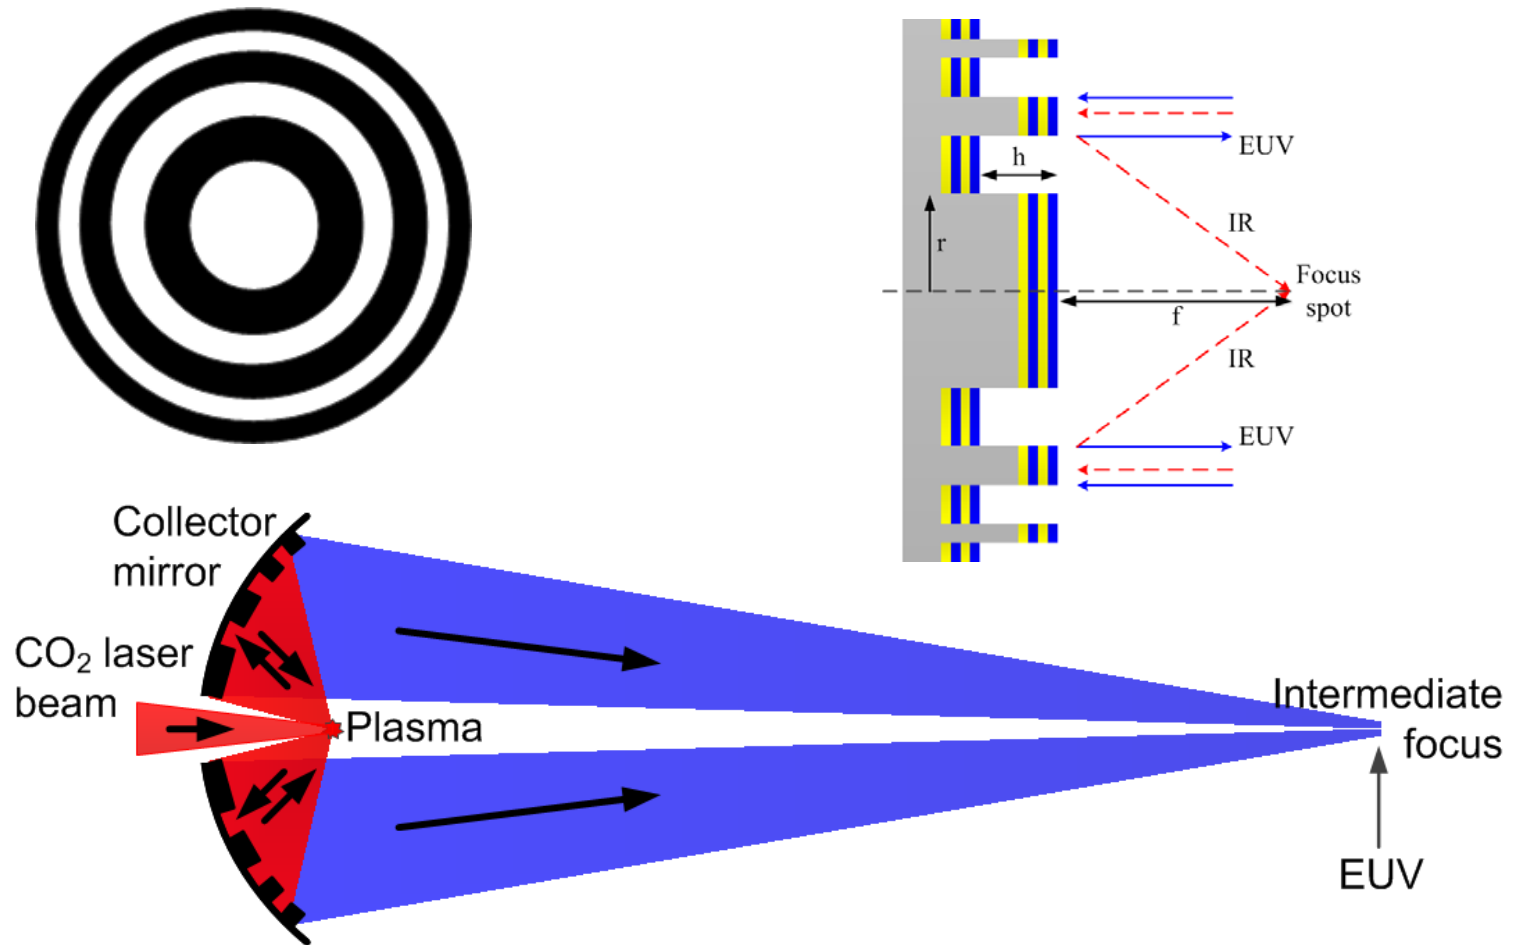 h
EUV
r
IR
Focus
spot
f
IR
EUV
Collector
mirror
CO₂ laser
beam
Plasma
Intermediate
focus
EUV